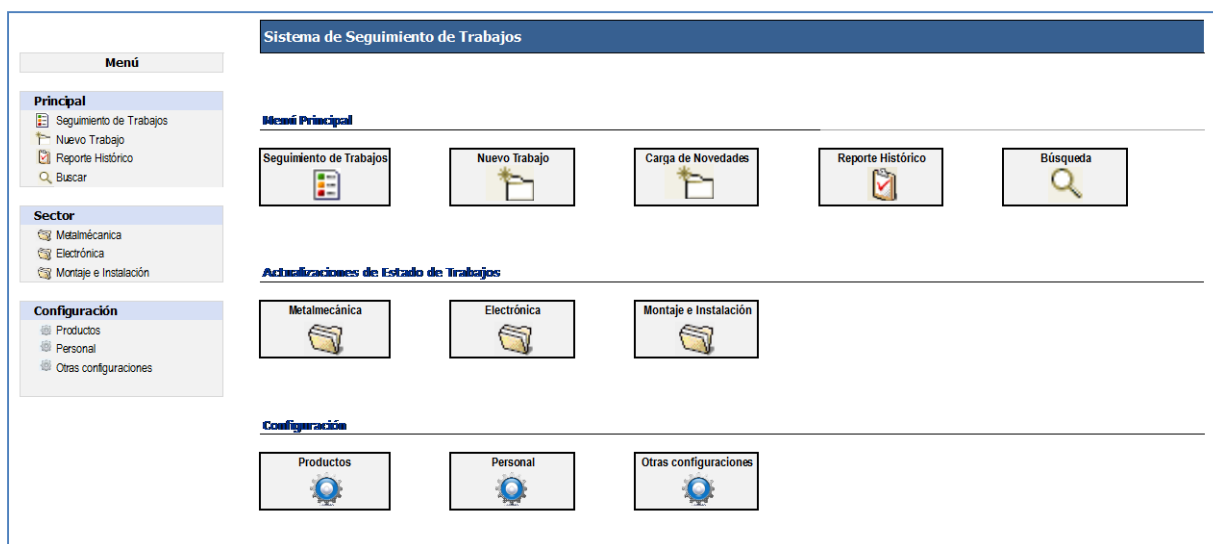 Sistema de Seguimiento de Trabajos
Menú
Principal
Seguimiento de Trabajos
Nuevo Trabajo
Reporte Histórico
Buscar
Sector
Metalmécanica
Electrónica
Montaje e Instalación
Configuración
Productos
Personal
Otras configuraciones
Menú Principal
Seguimiento de Trabajos
Nuevo Trabajo
Carga de Novedades
Reporte Histórico
Búsqueda
Actualizaciones de Estado de Trabajos
Metalmecánica
Electrónica
Montaje e Instalación
Configuración
Productos
Personal
Otras configuraciones